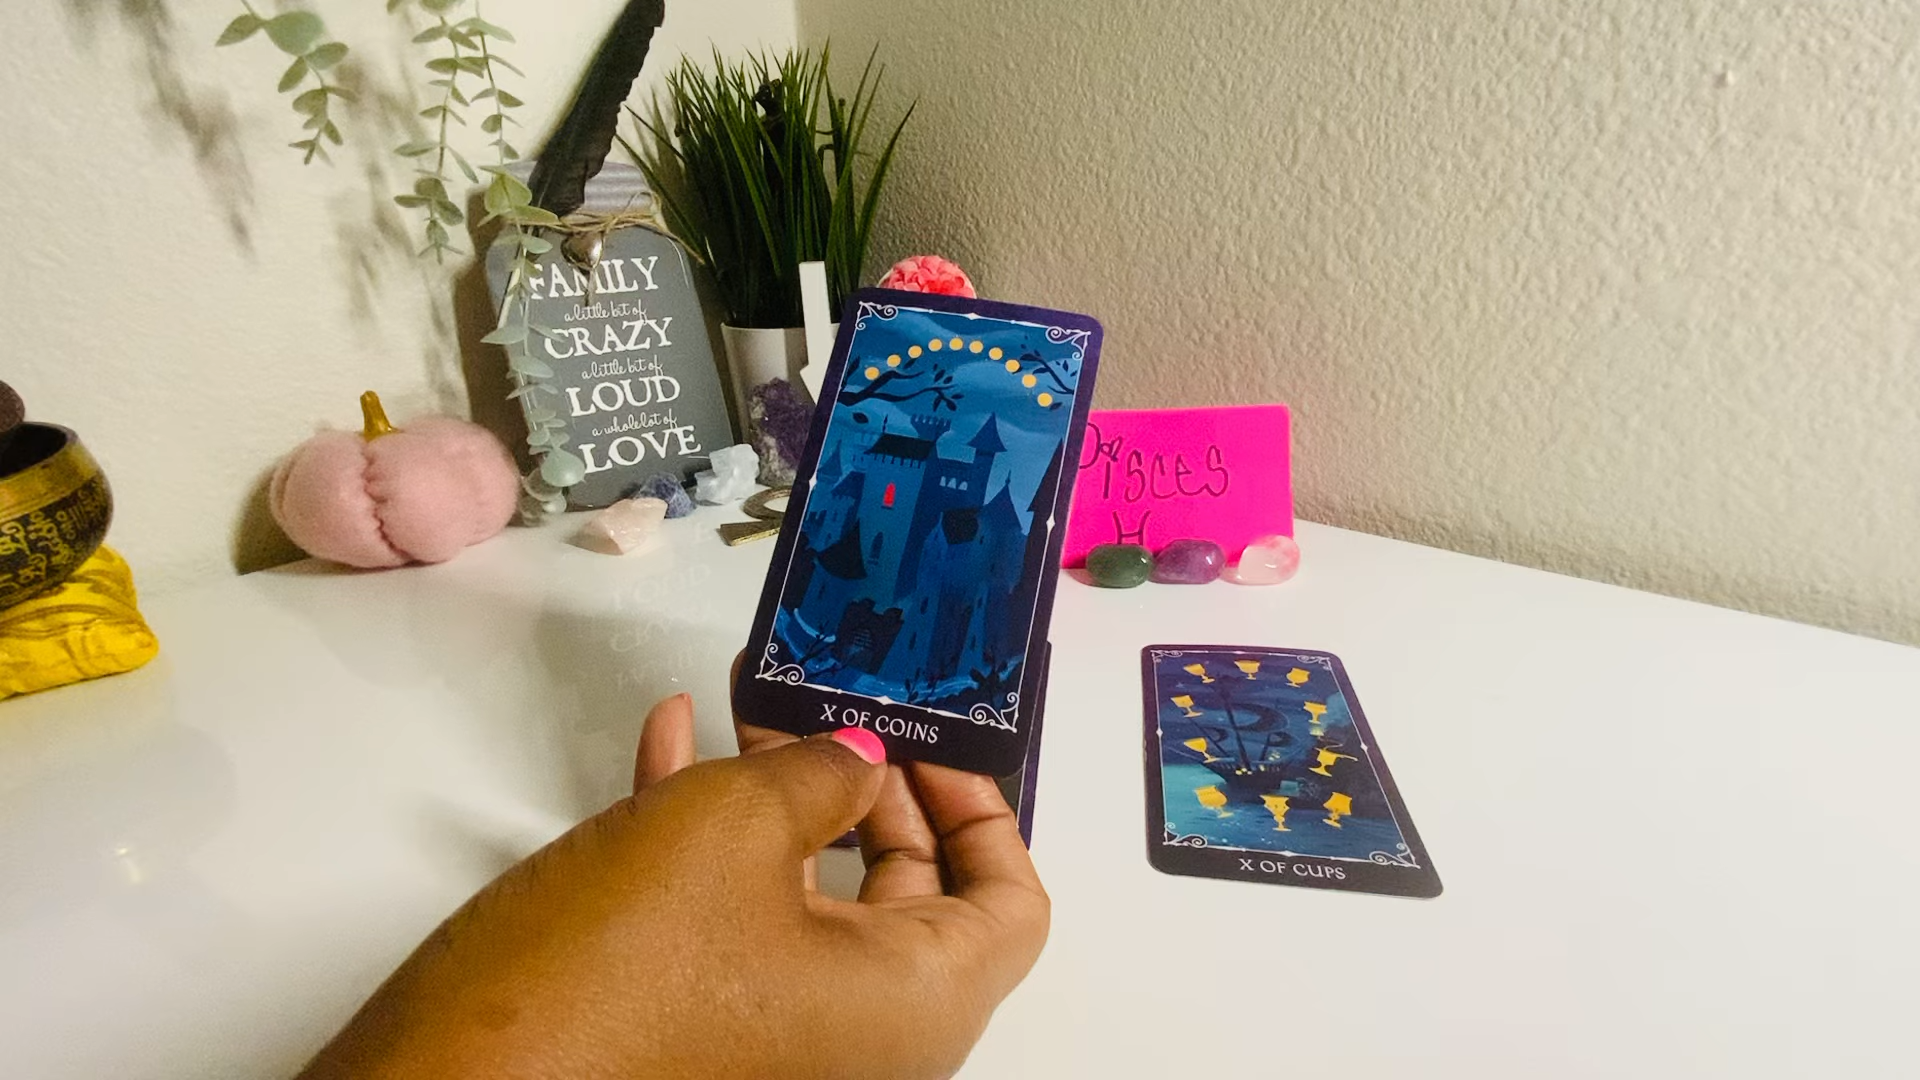 FAMILY
a little bit of
CRAZY
a little bit of
LOUD
a whole lot of
LOVE
X OF COINS
Pisces
X OF CUPS